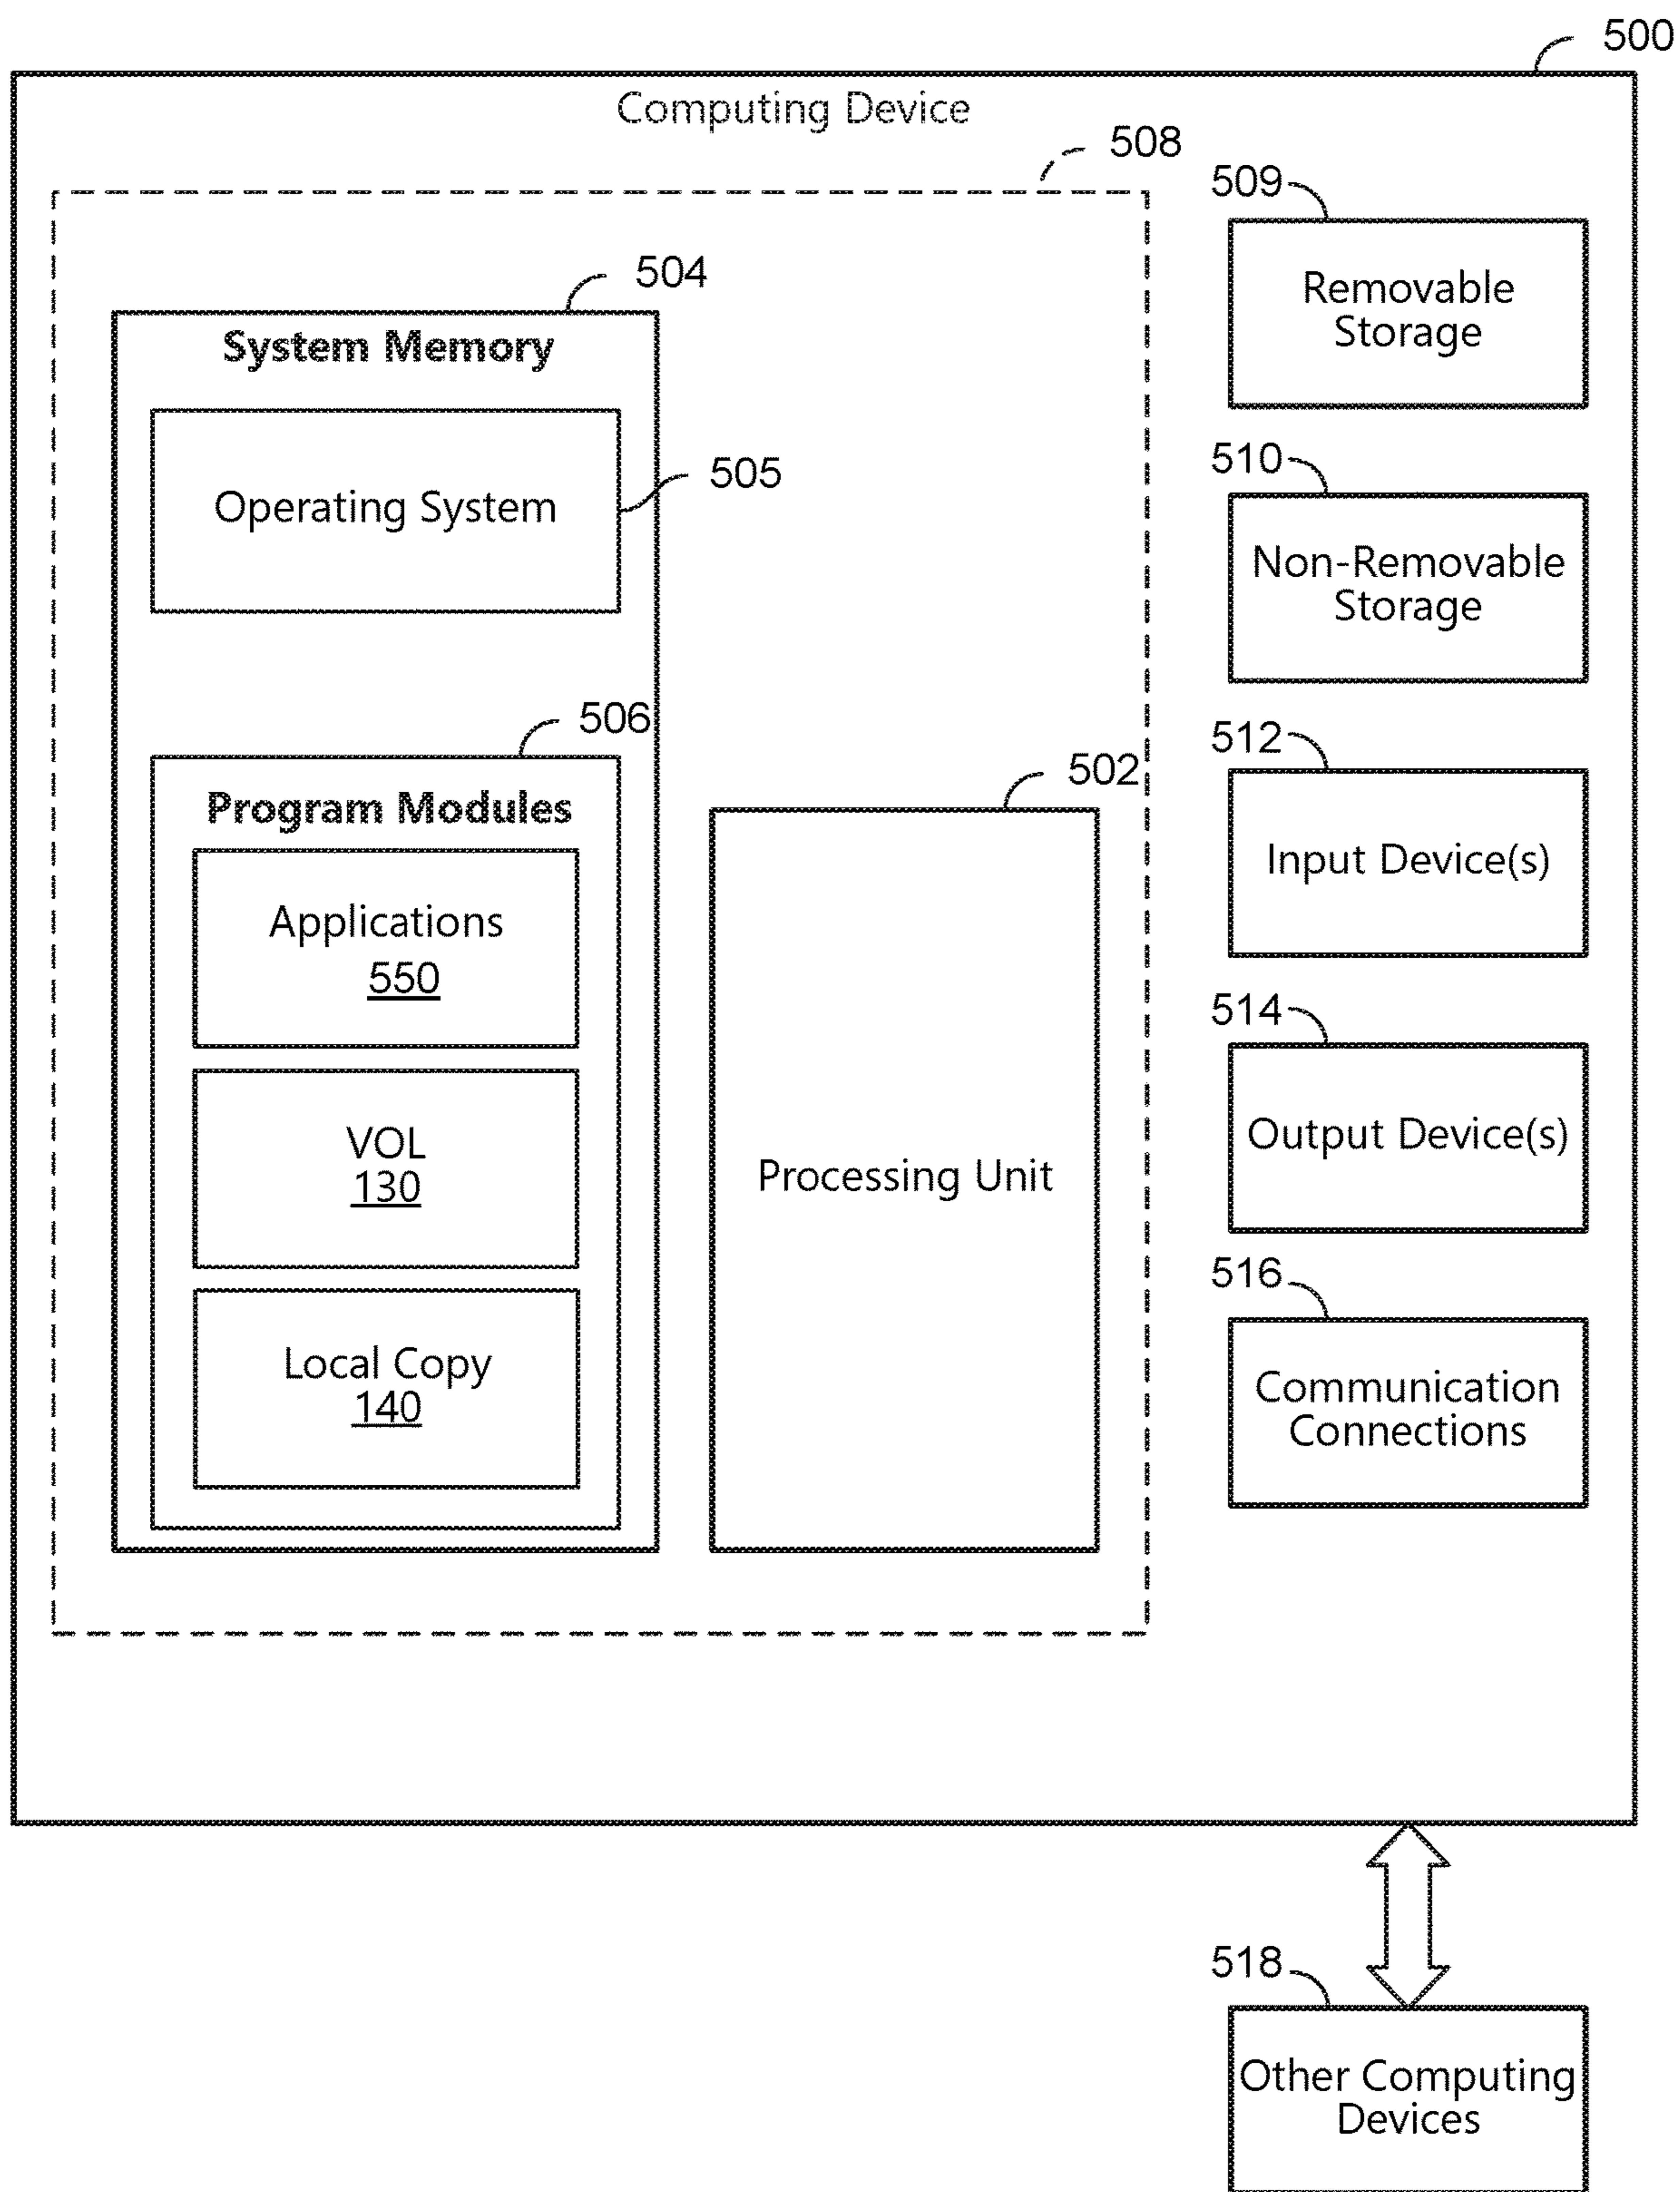 500
Computing Device
508
504
System Memory
Operating System
505
506
Program Modules
Applications
550
VOL
130
Local Copy
140
502
Processing Unit
509
Removable
Storage
510
Non-Removable
Storage
512
Input Device(s)
514
Output Device(s)
516
Communication
Connections
518
Other Computing
Devices